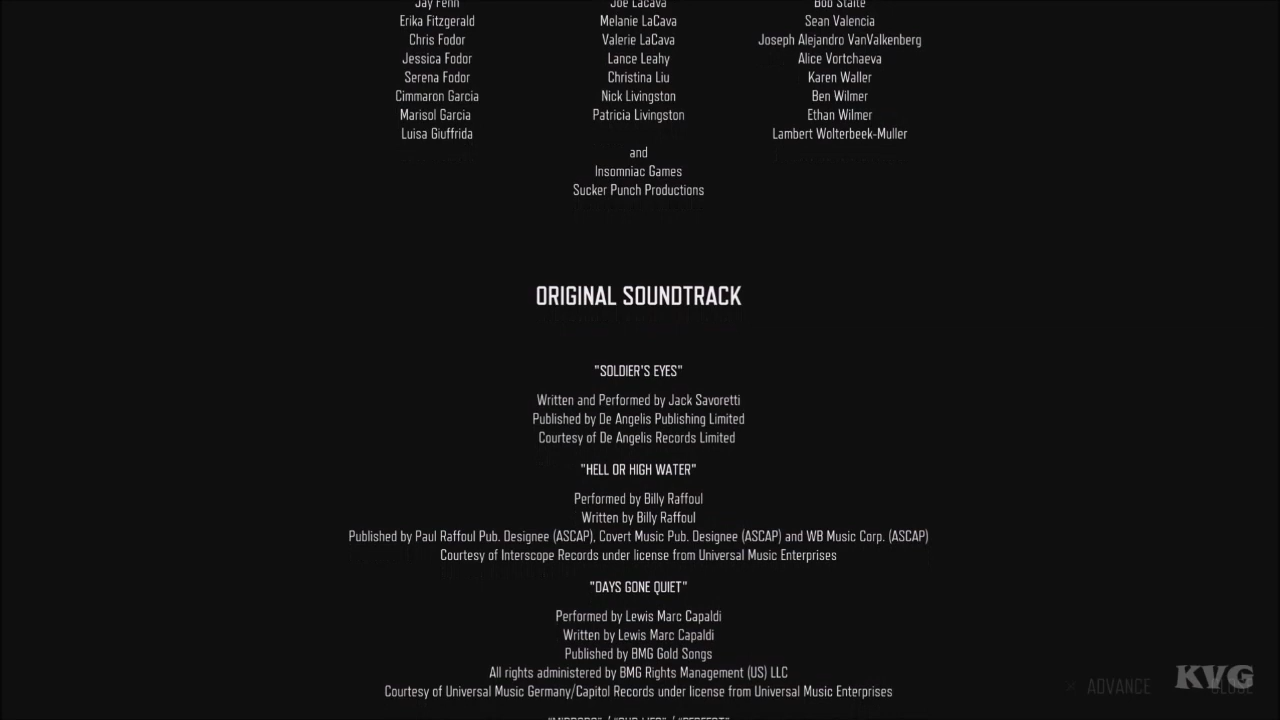 Jay Fenn
Erika Fitzgerald
Chris Fodor
Jessica Fodor
Serena Fodor
Cimmaron Garcia
Marisol Garcia
Luisa Giuffrida
Joe Lacava
Melanie LaCava
Valerie LaCava
Lance Leahy
Christina Liu
Nick Livingston
Patricia Livingston
Bob Staite
Sean Valencia
Joseph Alejandro VanValkenberg
Alice Vortchaeva
Karen Waller
Ben Wilmer
Ethan Wilmer
Lambert Wolterbeek-Muller
and
Insomniac Games
Sucker Punch Productions
ORIGINAL SOUNDTRACK
"SOLDIER'S EYES"
Written and Performed by Jack Savoretti
Published by De Angelis Publishing Limited
Courtesy of De Angelis Records Limited
"HELL OR HIGH WATER"
Performed by Billy Raffoul
Written by Billy Raffoul
Published by Paul Raffoul Pub. Designee (ASCAP), Covert Music Pub. Designee (ASCAP) and WB Music Corp. (ASCAP)
Courtesy of Interscope Records under license from Universal Music Enterprises
"DAYS GONE QUIET"
Performed by Lewis Marc Capaldi
Written by Lewis Marc Capaldi
Published by BMG Gold Songs
All rights administered by BMG Rights Management (US) LLC
Courtesy of Universal Music Germany/Capitol Records under license from Universal Music Enterprises
× ADVANCE
CLOSE
KVG